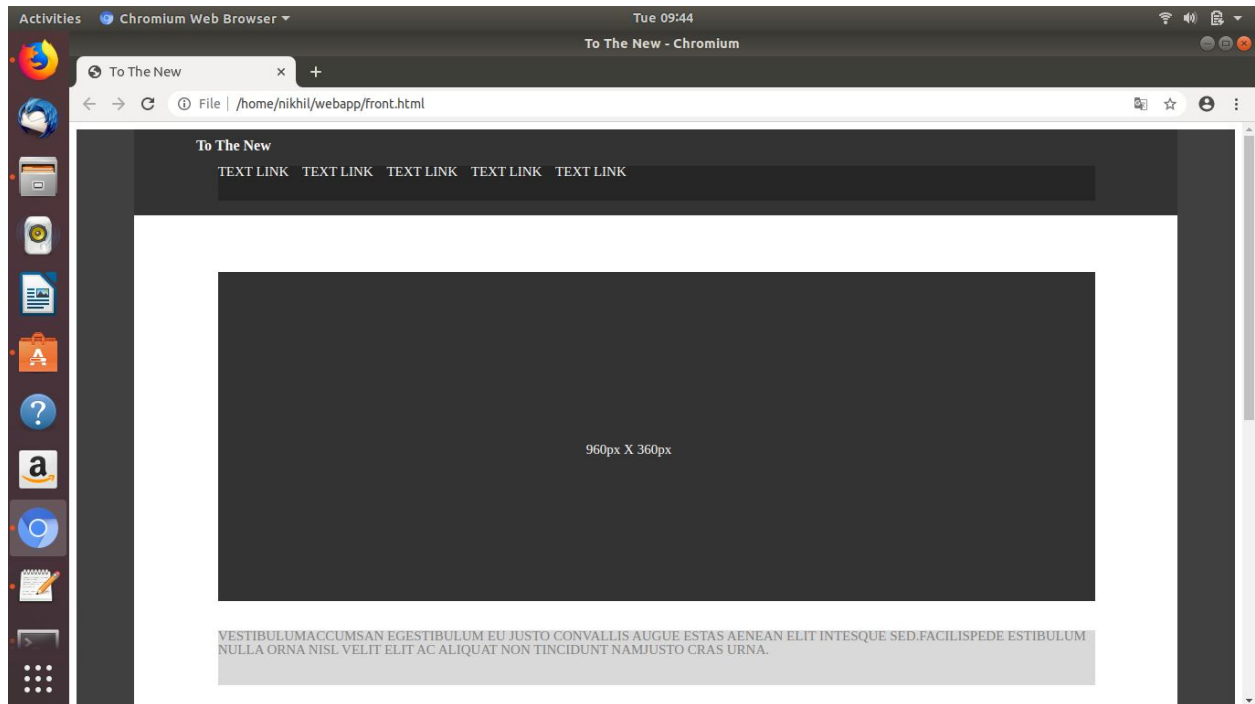 Activities Chromium Web Browser Tue 09:44
To The New - Chromium
To The New
File /home/nikhil/webapp/front.html
To The New
TEXT LINK TEXT LINK TEXT LINK TEXT LINK TEXT LINK
960px X 360px
VESTIBULUMACCUMSAN EGESTIBULUM EU JUSTO CONVALLIS AUGUE ESTAS AENEAN ELIT INTESQUE SED.FACILISPEDE ESTIBULUM
NULLA ORNA NISL VELIT ELIT AC ALIQUAT NON TINCIDUNT NAMJUSTO CRAS URNA.